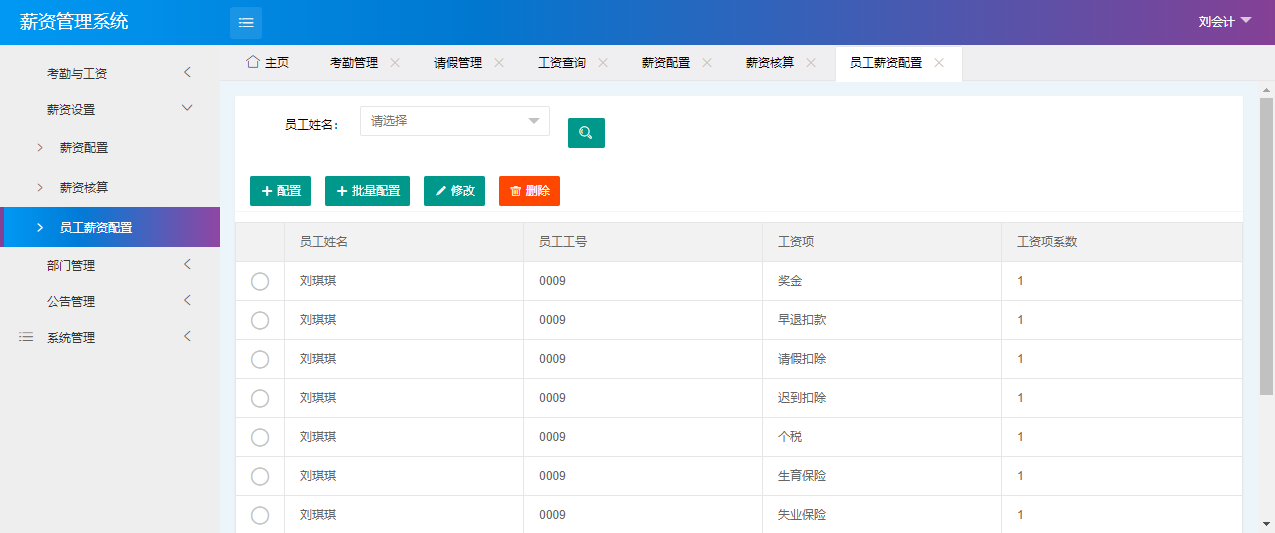 薪资管理系统
刘会计
考勤与工资
薪资设置
薪资配置
薪资核算
员工薪资配置
部门管理
公告管理
系统管理
主页 考勤管理 请假管理 工资查询 薪资配置 薪资核算 员工薪资配置
员工姓名： 请选择
配置 批量配置 修改 删除
员工姓名 员工工号 工资项 工资项系数
刘琪琪 0009 奖金 1
刘琪琪 0009 早退扣款 1
刘琪琪 0009 请假扣除 1
刘琪琪 0009 迟到扣除 1
刘琪琪 0009 个税 1
刘琪琪 0009 生育保险 1
刘琪琪 0009 失业保险 1